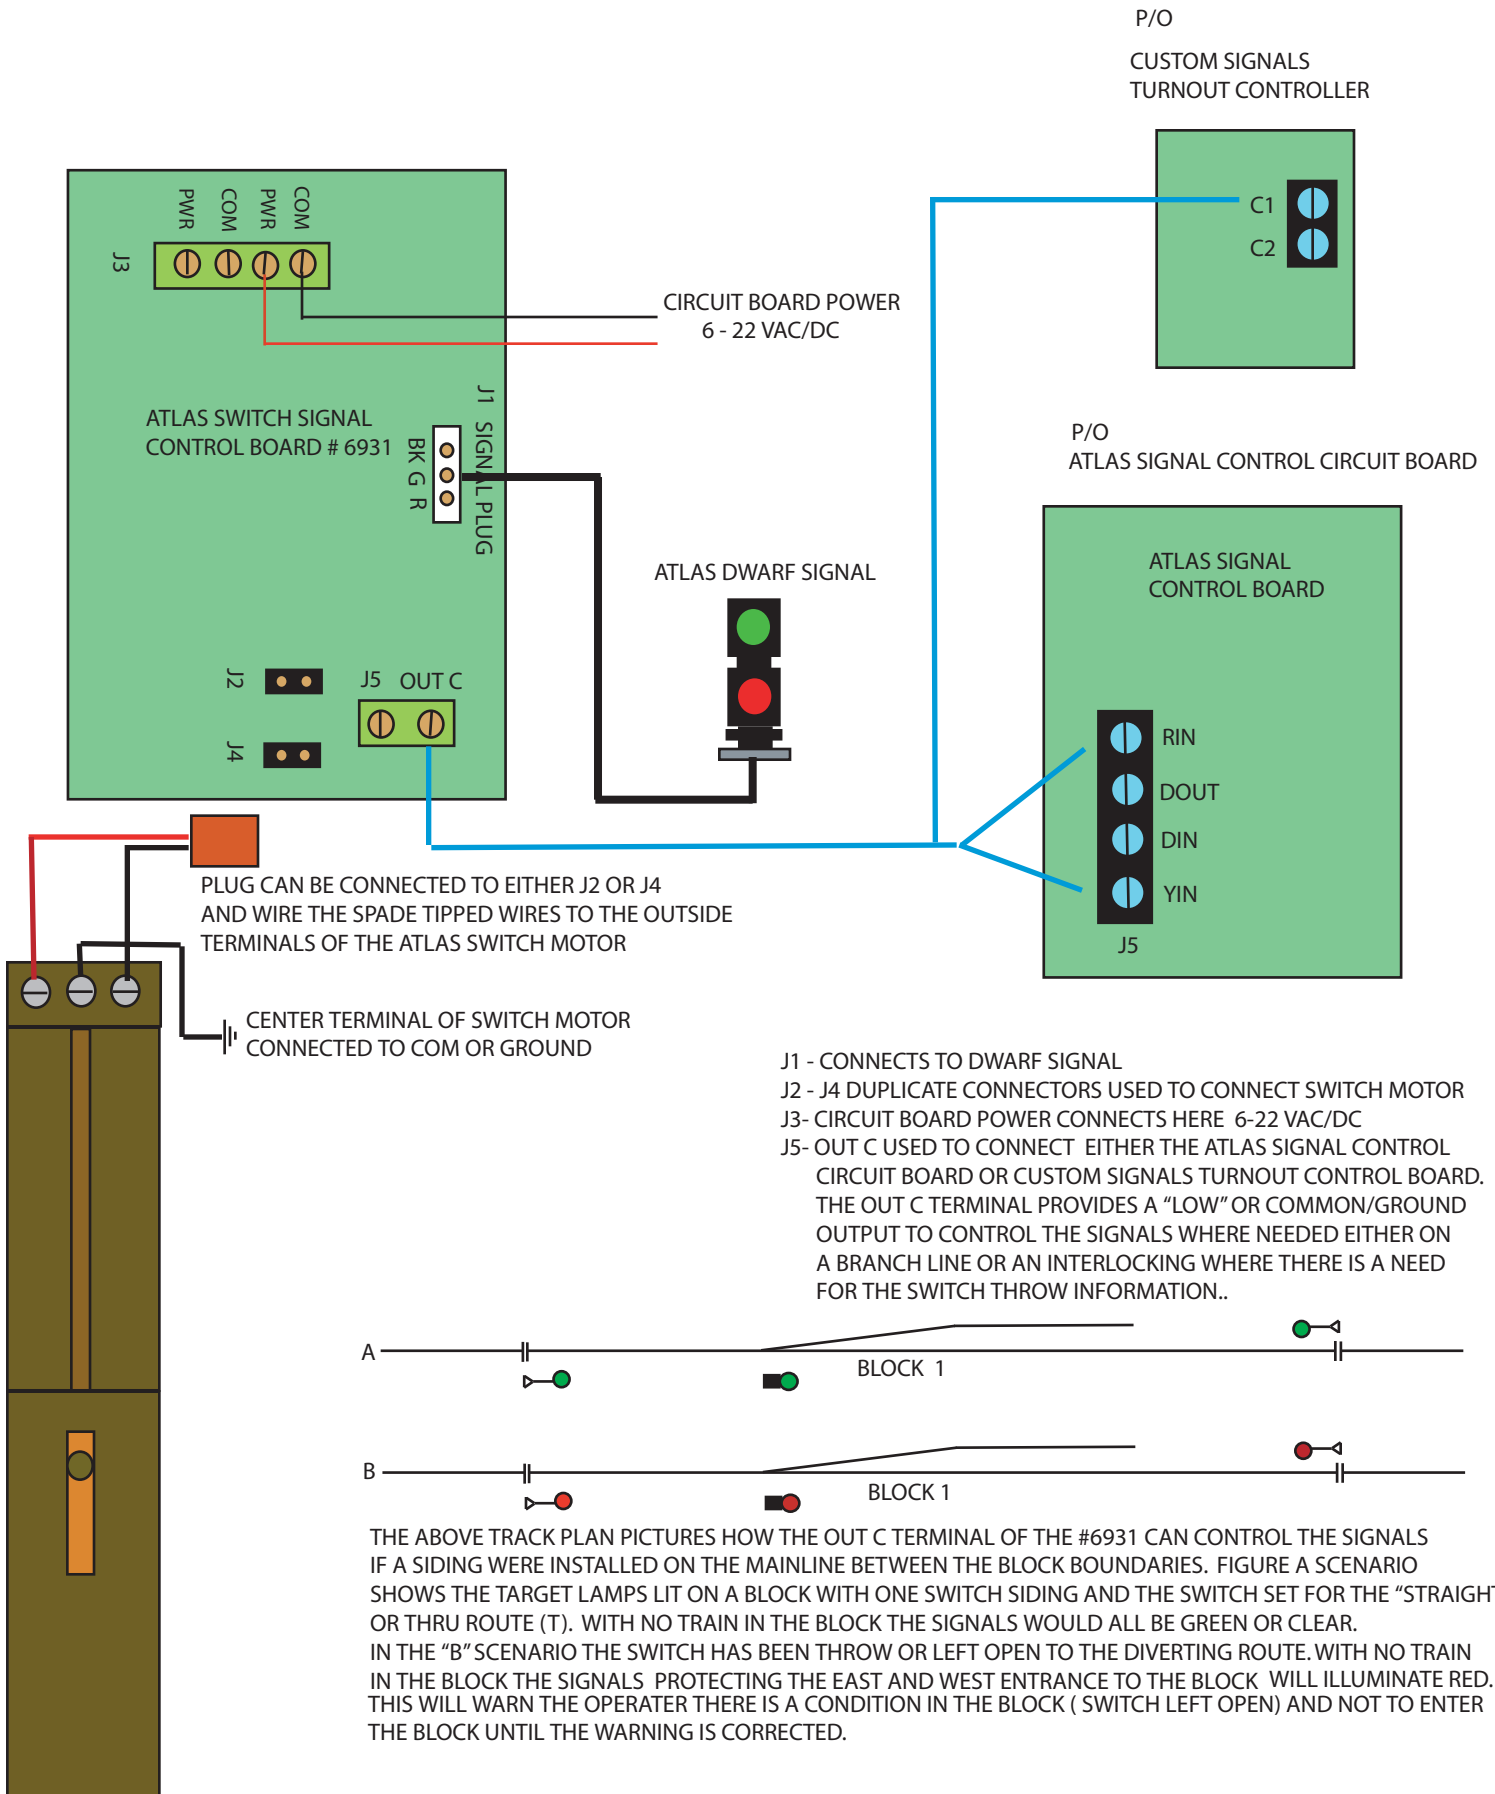 P/O
CUSTOM SIGNALS
TURNOUT CONTROLLER
C1
C2
PWR
COM
PWR
COM
J3
CIRCUIT BOARD POWER
6 - 22 VAC/DC
ATLAS SWITCH SIGNAL
CONTROL BOARD # 6931
J1 SIGNAL PLUG
BK G R
P/O
ATLAS SIGNAL CONTROL CIRCUIT BOARD
ATLAS SIGNAL
CONTROL BOARD
ATLAS DWARF SIGNAL
J2
J5 OUT C
J4
RIN
DOUT
DIN
YIN
J5
PLUG CAN BE CONNECTED TO EITHER J2 OR J4
AND WIRE THE SPADE TIPPED WIRES TO THE OUTSIDE
TERMINALS OF THE ATLAS SWITCH MOTOR
CENTER TERMINAL OF SWITCH MOTOR
CONNECTED TO COM OR GROUND
J1 - CONNECTS TO DWARF SIGNAL
J2 - J4 DUPLICATE CONNECTORS USED TO CONNECT SWITCH MOTOR
J3- CIRCUIT BOARD POWER CONNECTS HERE 6-22 VAC/DC
J5- OUT C USED TO CONNECT EITHER THE ATLAS SIGNAL CONTROL
CIRCUIT BOARD OR CUSTOM SIGNALS TURNOUT CONTROL BOARD.
THE OUT C TERMINAL PROVIDES A “LOW” OR COMMON/GROUND
OUTPUT TO CONTROL THE SIGNALS WHERE NEEDED EITHER ON
A BRANCH LINE OR AN INTERLOCKING WHERE THERE IS A NEED
FOR THE SWITCH THROW INFORMATION..
A
BLOCK 1
B
BLOCK 1
THE ABOVE TRACK PLAN PICTURES HOW THE OUT C TERMINAL OF THE #6931 CAN CONTROL THE SIGNALS
IF A SIDING WERE INSTALLED ON THE MAINLINE BETWEEN THE BLOCK BOUNDARIES. FIGURE A SCENARIO
SHOWS THE TARGET LAMPS LIT ON A BLOCK WITH ONE SWITCH SIDING AND THE SWITCH SET FOR THE “STRAIGHT
OR THRU ROUTE (T). WITH NO TRAIN IN THE BLOCK THE SIGNALS WOULD ALL BE GREEN OR CLEAR.
IN THE “B” SCENARIO THE SWITCH HAS BEEN THROW OR LEFT OPEN TO THE DIVERTING ROUTE. WITH NO TRAIN
IN THE BLOCK THE SIGNALS PROTECTING THE EAST AND WEST ENTRANCE TO THE BLOCK WILL ILLUMINATE RED.
THIS WILL WARN THE OPERATER THERE IS A CONDITION IN THE BLOCK ( SWITCH LEFT OPEN) AND NOT TO ENTER
THE BLOCK UNTIL THE WARNING IS CORRECTED.